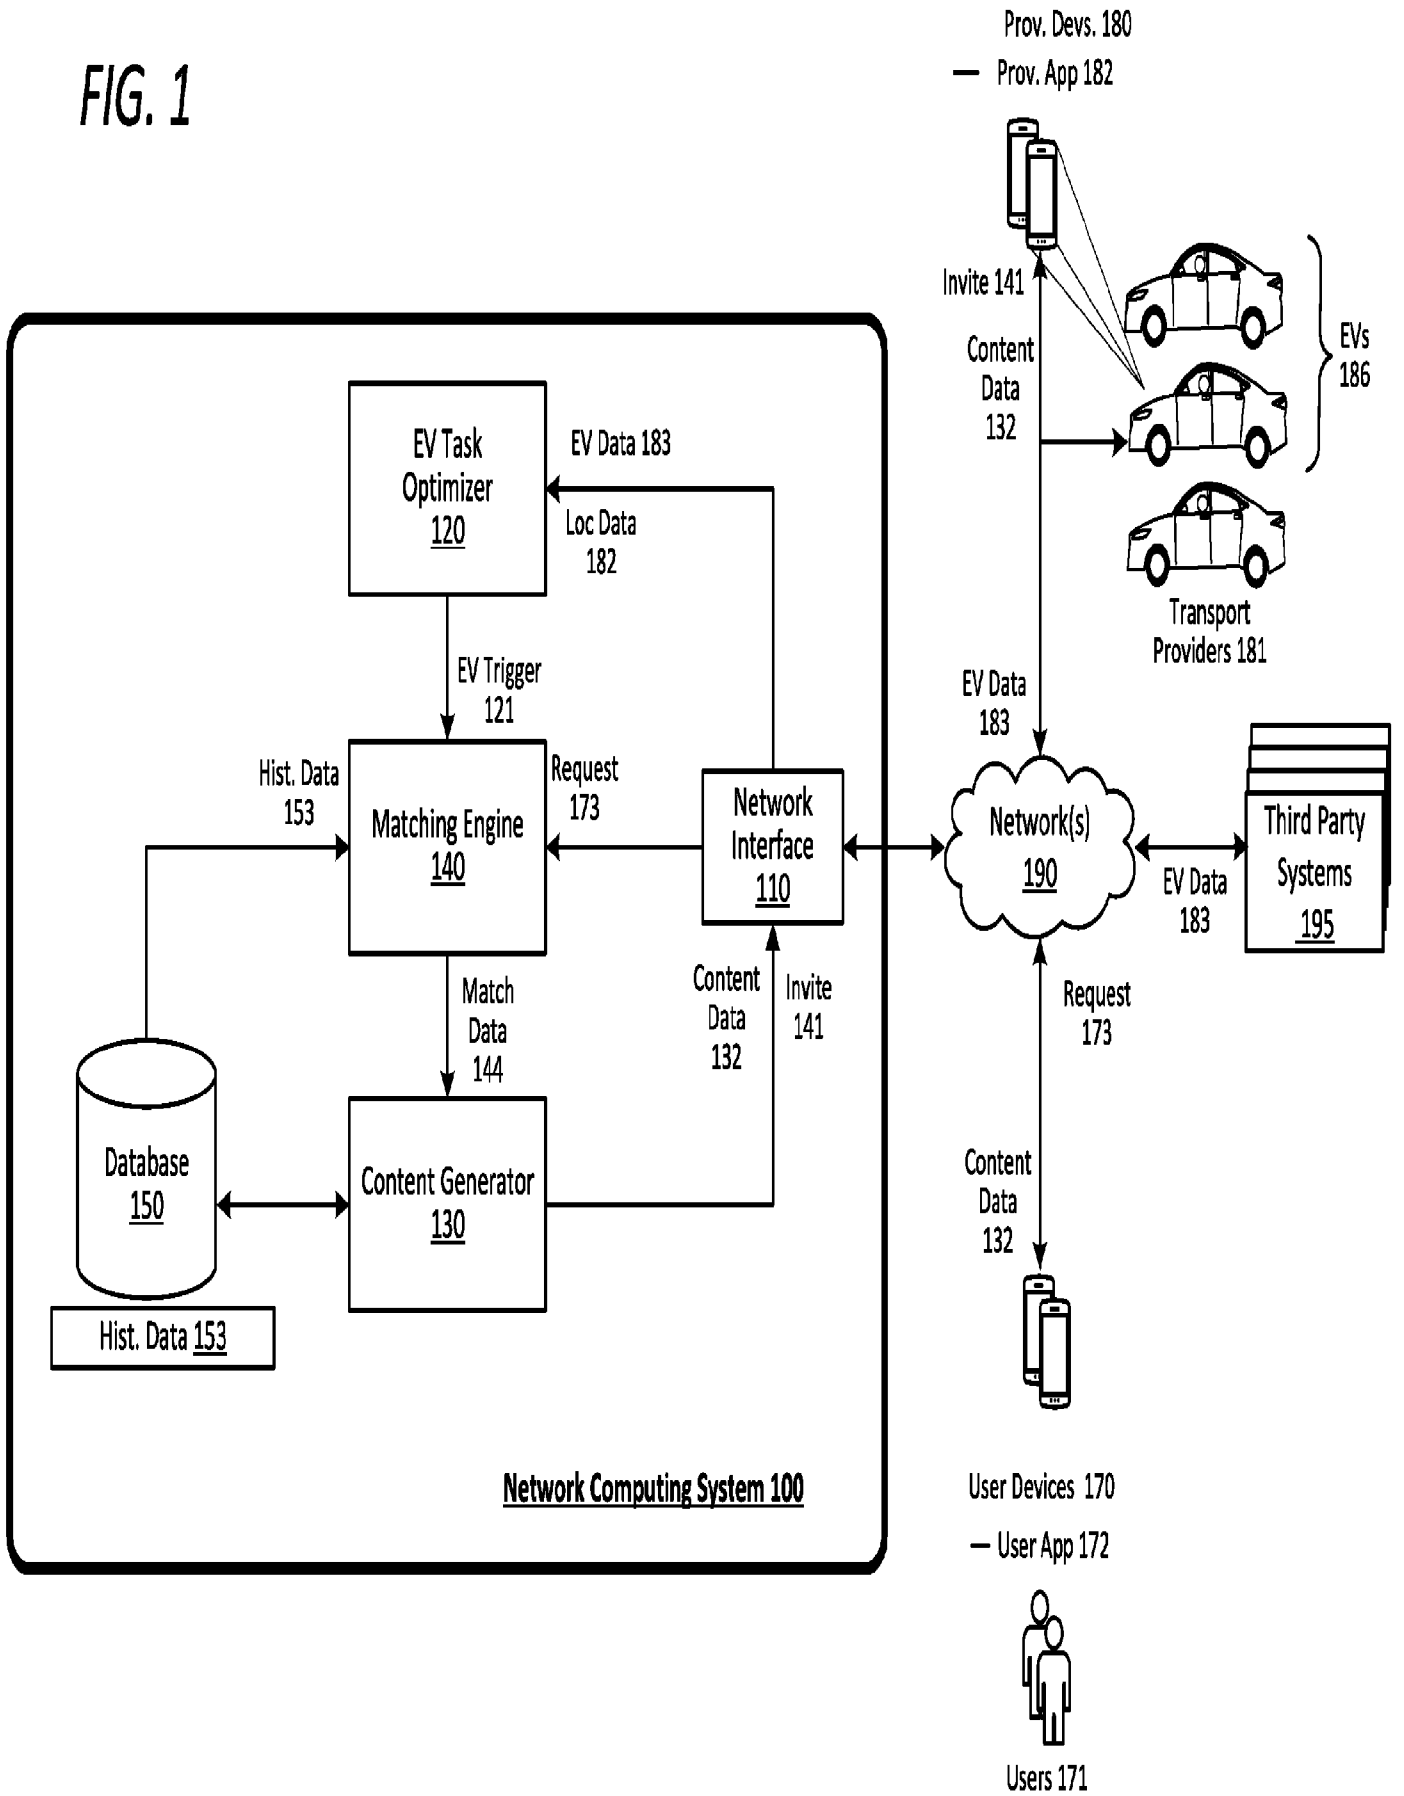 FIG. 1
Prov. Devs. 180
— Prov. App 182
Invite 141
Content
Data
132
EVs
186
Transport
Providers 181
EV Data
183
EV Task
Optimizer
120
EV Data 183
Loc Data
182
EV Trigger
121
Hist. Data
153
Matching Engine
140
Request
173
Network
Interface
110
Network(s)
190
EV Data
183
Third Party
Systems
195
Match
Data
144
Content
Data
132
Invite
141
Request
173
Database
150
Content Generator
130
Content
Data
132
Hist. Data 153
Network Computing System 100
User Devices 170
— User App 172
Users 171